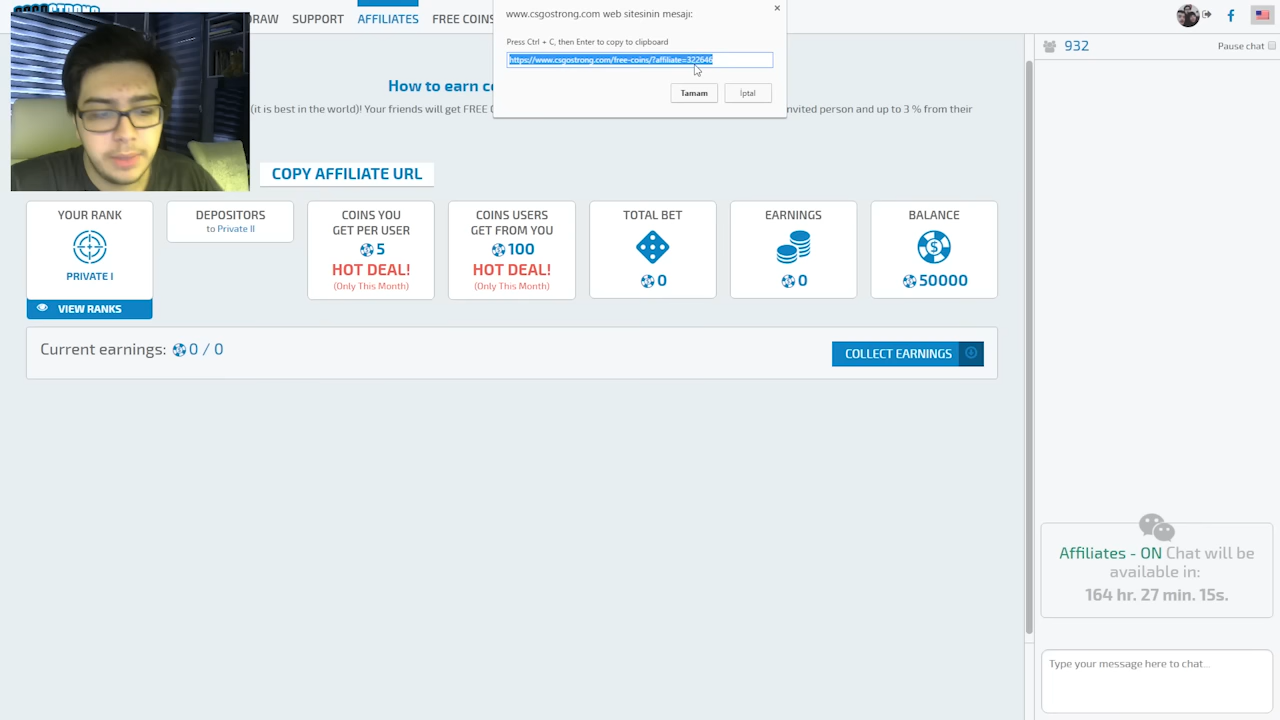 DRAW SUPPORT AFFILIATES FREE COINS
www.csgostrong.com web sitesinin mesajı:
Press Ctrl + C, then Enter to copy to clipboard
https://www.csgostrong.com/free-coins/?affiliate=322646
Tamam İptal
932
Pause chat
How to earn
(it is best in the world)! Your friends will get FREE
invited person and up to 3 % from their
COPY AFFILIATE URL
YOUR RANK
PRIVATE I
VIEW RANKS
DEPOSITORS
to Private II
COINS YOU
GET PER USER
5
HOT DEAL!
(Only This Month)
COINS USERS
GET FROM YOU
100
HOT DEAL!
(Only This Month)
TOTAL BET
0
EARNINGS
0
BALANCE
50000
Current earnings: 0 / 0
COLLECT EARNINGS
Affiliates - ON Chat will be
available in:
164 hr. 27 min. 15s.
Type your message here to chat...